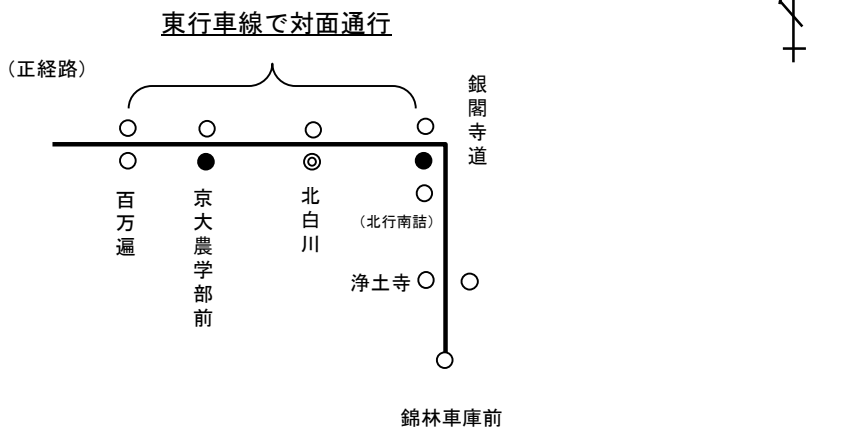 東行車線で対面通行
（正経路）
銀閣寺道
百万遍
京大農学部前
北白川
（北行南詰）
浄土寺
錦林車庫前